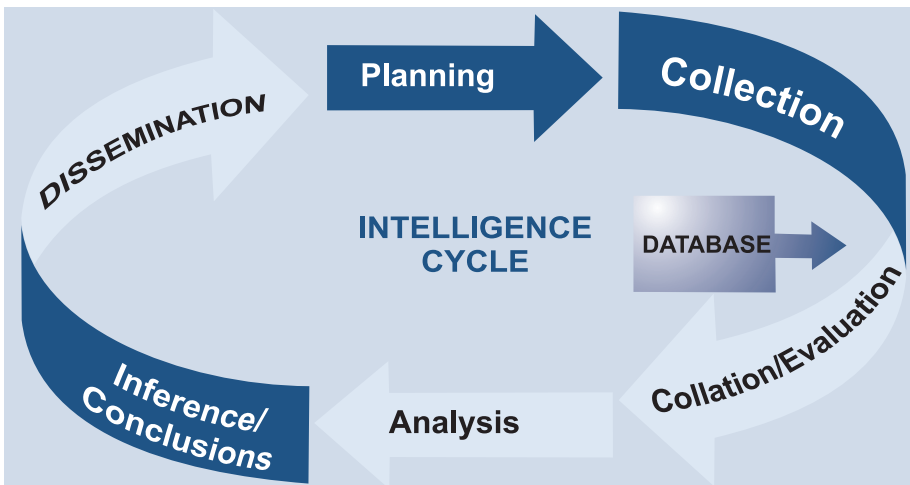 Planning
Collection
DISSEMINATION
INTELLIGENCE
CYCLE
DATABASE
Collation/Evaluation
Analysis
Inference/
Conclusions